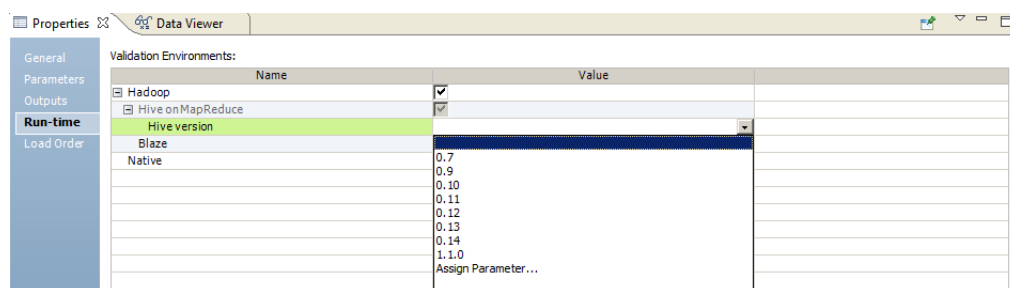 Properties Data Viewer
General
Parameters
Outputs
Run-time
Load Order
Validation Environments:
Name Value
Hadoop
Hive on MapReduce
Hive version
Blaze
Native
0.7
0.9
0.10
0.11
0.12
0.13
0.14
1.1.0
Assign Parameter...